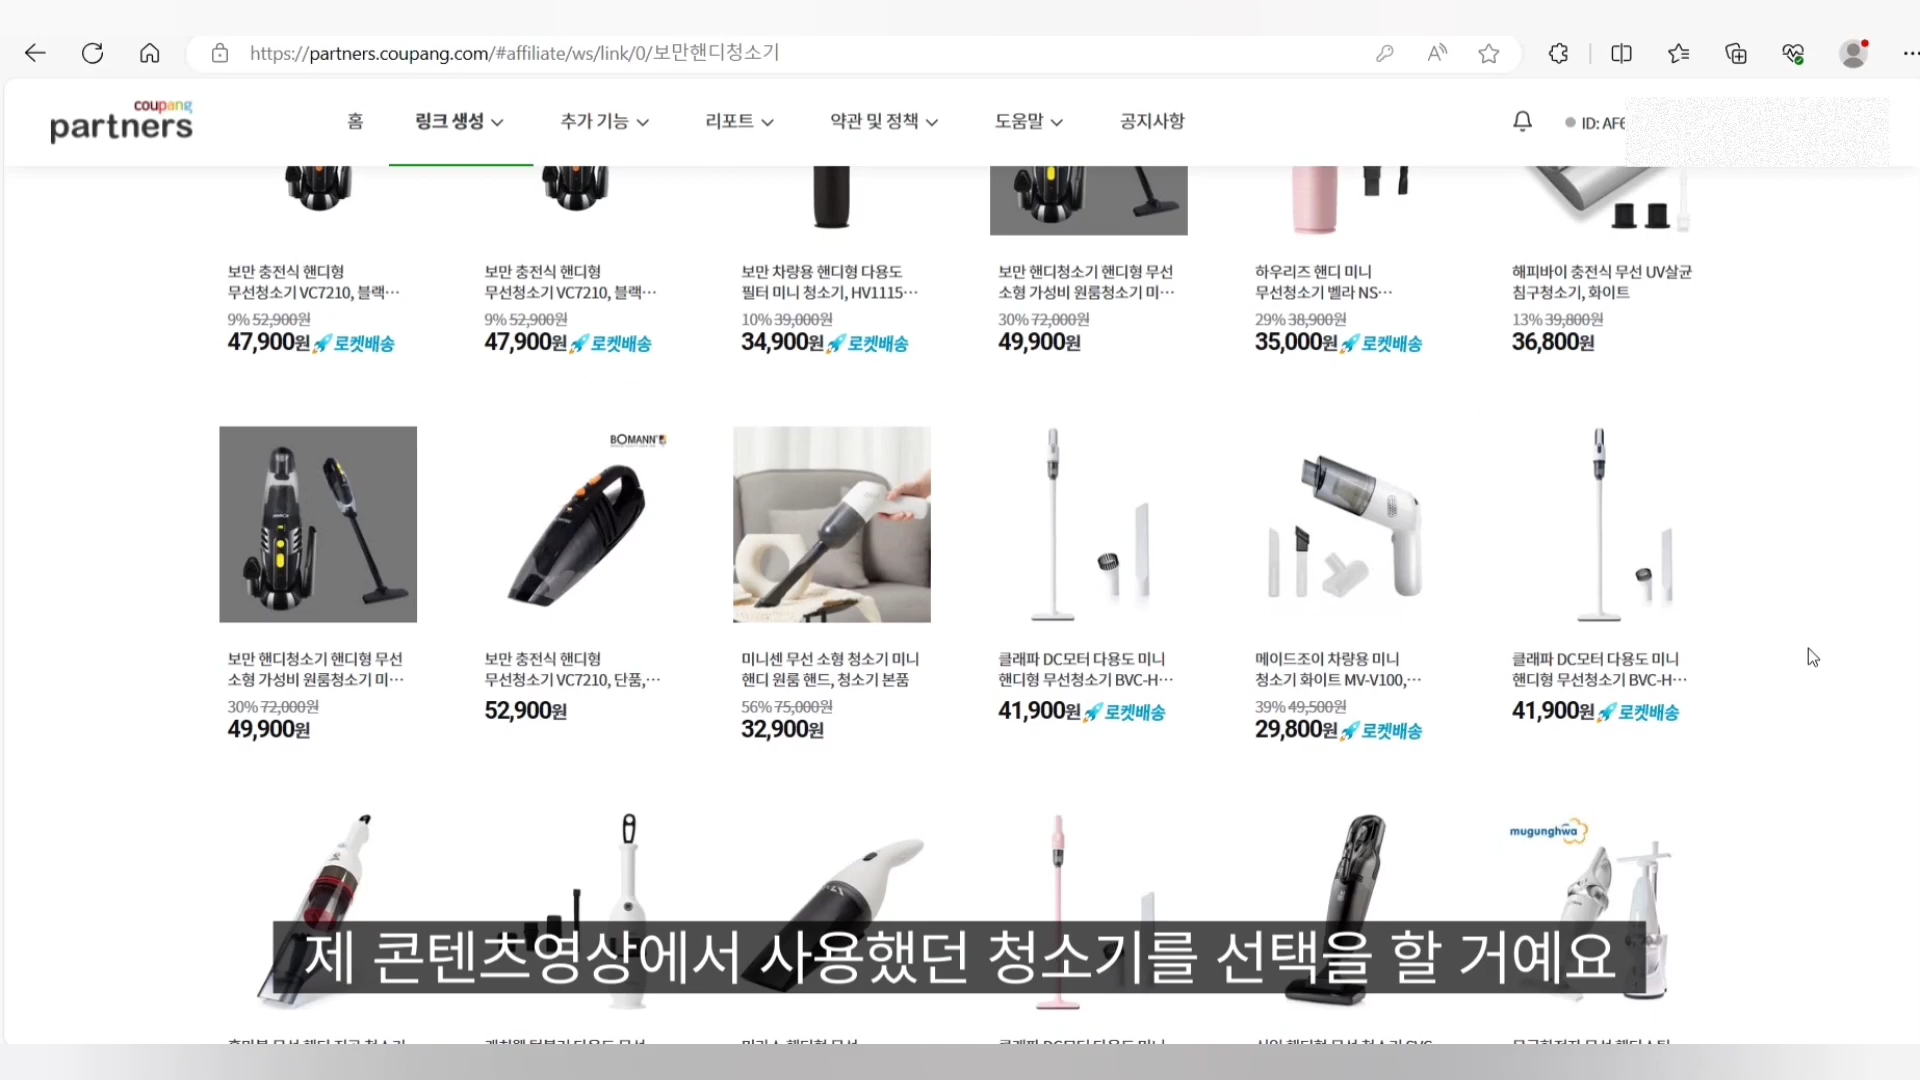 https://partners.coupang.com/#affiliate/ws/link/0/보만핸디청소기
coupang
partners
홈
링크 생성
추가 기능
리포트
약관 및 정책
도움말
공지사항
ID: AF6
보만 충전식 핸디형
무선청소기 VC7210, 블랙…
9% 52,900원
47,900원 로켓배송
보만 충전식 핸디형
무선청소기 VC7210, 블랙…
9% 52,900원
47,900원 로켓배송
보만 차량용 핸디형 다용도
필터 미니 청소기, HV1115…
10% 39,000원
34,900원 로켓배송
보만 핸디청소기 핸디형 무선
소형 가성비 원룸청소기 미…
30% 72,000원
49,900원
하우리즈 핸디 미니
무선청소기 벨라 NS…
29% 38,900원
35,000원 로켓배송
해피바이 충전식 무선 UV살균
침구청소기, 화이트
13% 39,800원
36,800원
BOMANN
보만 핸디청소기 핸디형 무선
소형 가성비 원룸청소기 미…
30% 72,000원
49,900원
보만 충전식 핸디형
무선청소기 VC7210, 단품,…
52,900원
미니센 무선 소형 청소기 미니
핸디 원룸 핸드, 청소기 본품
56% 75,000원
32,900원
클래파 DC모터 다용도 미니
핸디형 무선청소기 BVC-H…
41,900원 로켓배송
메이드조이 차량용 미니
청소기 화이트 MV-V100,…
39% 49,500원
29,800원 로켓배송
클래파 DC모터 다용도 미니
핸디형 무선청소기 BVC-H…
41,900원 로켓배송
mugunghwa
제 콘텐츠영상에서 사용했던 청소기를 선택을 할 거예요